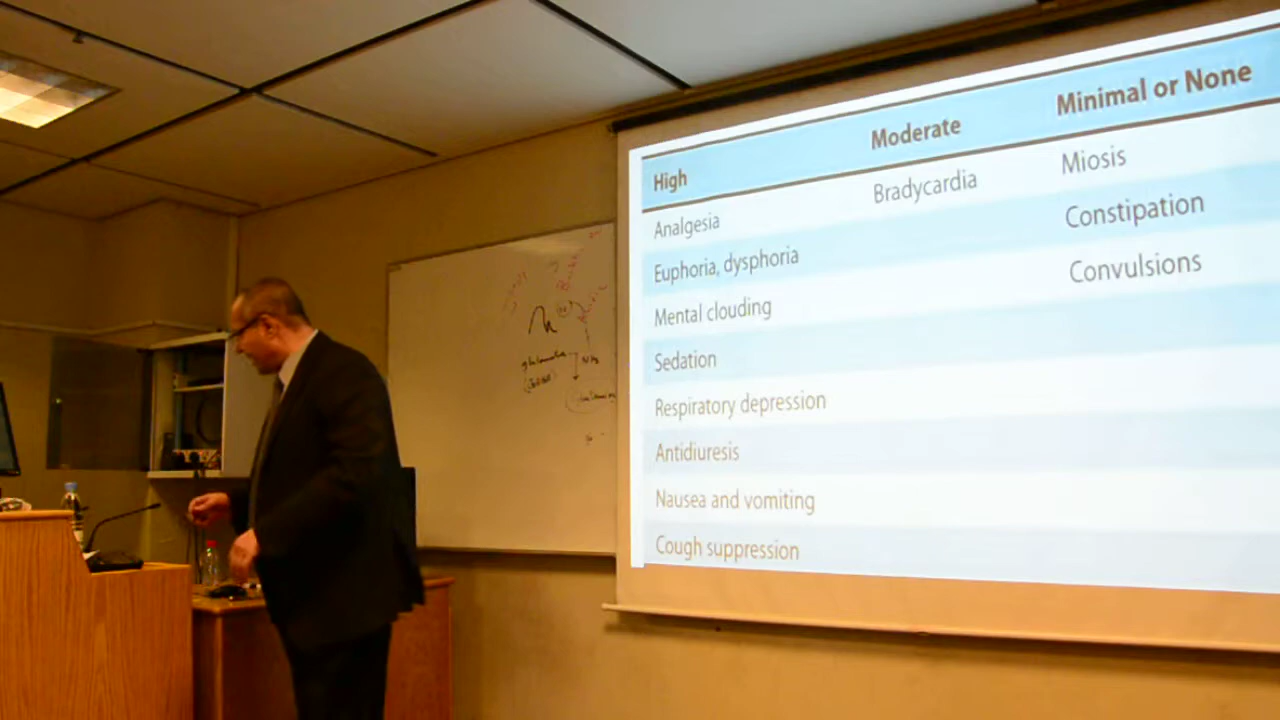 High Moderate Minimal or None
Analgesia Bradycardia Miosis
Euphoria, dysphoria Constipation
Mental clouding Convulsions
Sedation
Respiratory depression
Antidiuresis
Nausea and vomiting
Cough suppression